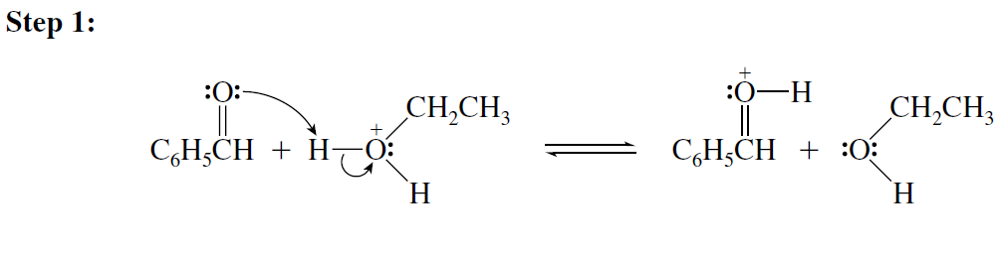 Step 1:
:O: + :O—H
CH₂CH₃ CH₂CH₃
C₆H₅CH + H—O: + C₆H₅CH + :O:
H H